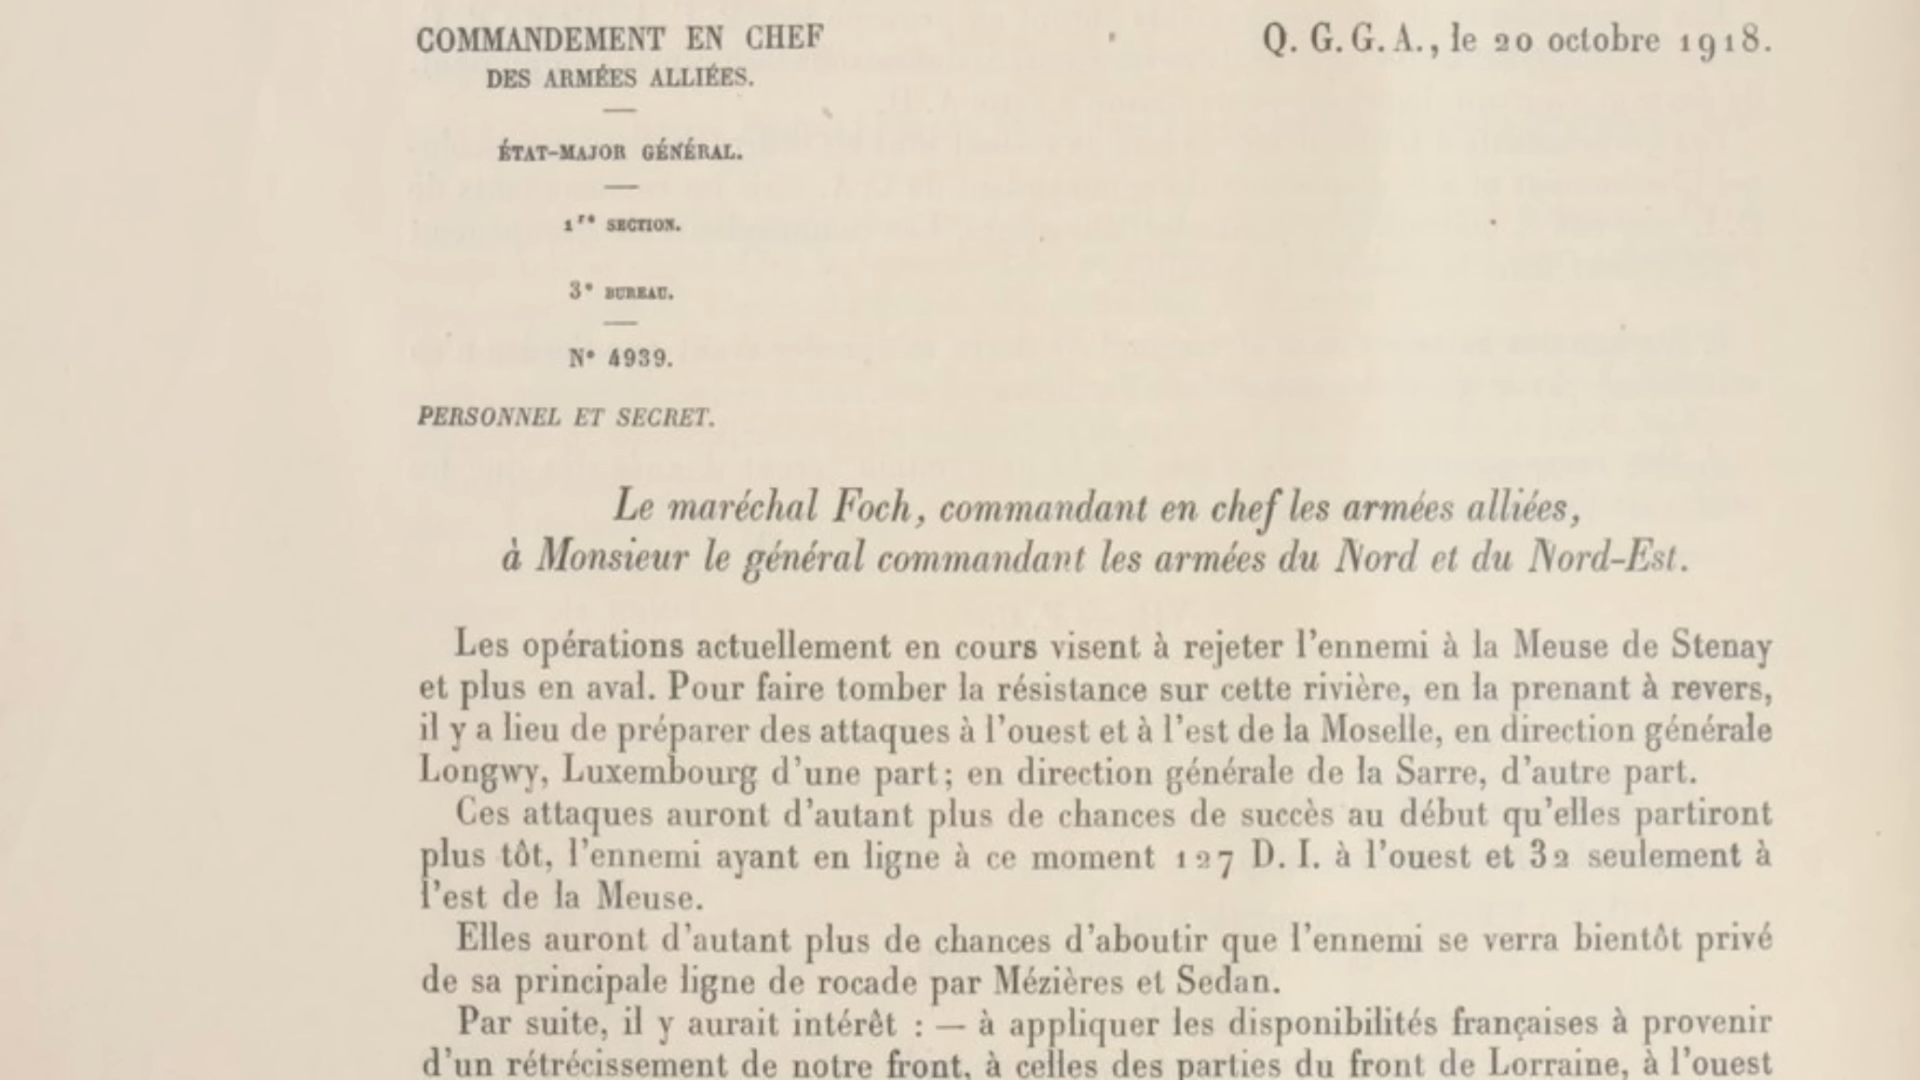 COMMANDEMENT EN CHEF
DES ARMÉES ALLIÉES.
ÉTAT-MAJOR GÉNÉRAL.
1re SECTION.
3e BUREAU.
N° 4939.
PERSONNEL ET SECRET.
Q. G. G. A., le 20 octobre 1918.
Le maréchal Foch, commandant en chef les armées alliées,
à Monsieur le général commandant les armées du Nord et du Nord-Est.
Les opérations actuellement en cours visent à rejeter l'ennemi à la Meuse de Stenay
et plus en aval. Pour faire tomber la résistance sur cette rivière, en la prenant à revers,
il y a lieu de préparer des attaques à l'ouest et à l'est de la Moselle, en direction générale
Longwy, Luxembourg d'une part; en direction générale de la Sarre, d'autre part.
Ces attaques auront d'autant plus de chances de succès au début qu'elles partiront
plus tôt, l'ennemi ayant en ligne à ce moment 127 D. I. à l'ouest et 32 seulement à
l'est de la Meuse.
Elles auront d'autant plus de chances d'aboutir que l'ennemi se verra bientôt privé
de sa principale ligne de rocade par Mézières et Sedan.
Par suite, il y aurait intérêt : — à appliquer les disponibilités françaises à provenir
d'un rétrécissement de notre front, à celles des parties du front de Lorraine, à l'ouest